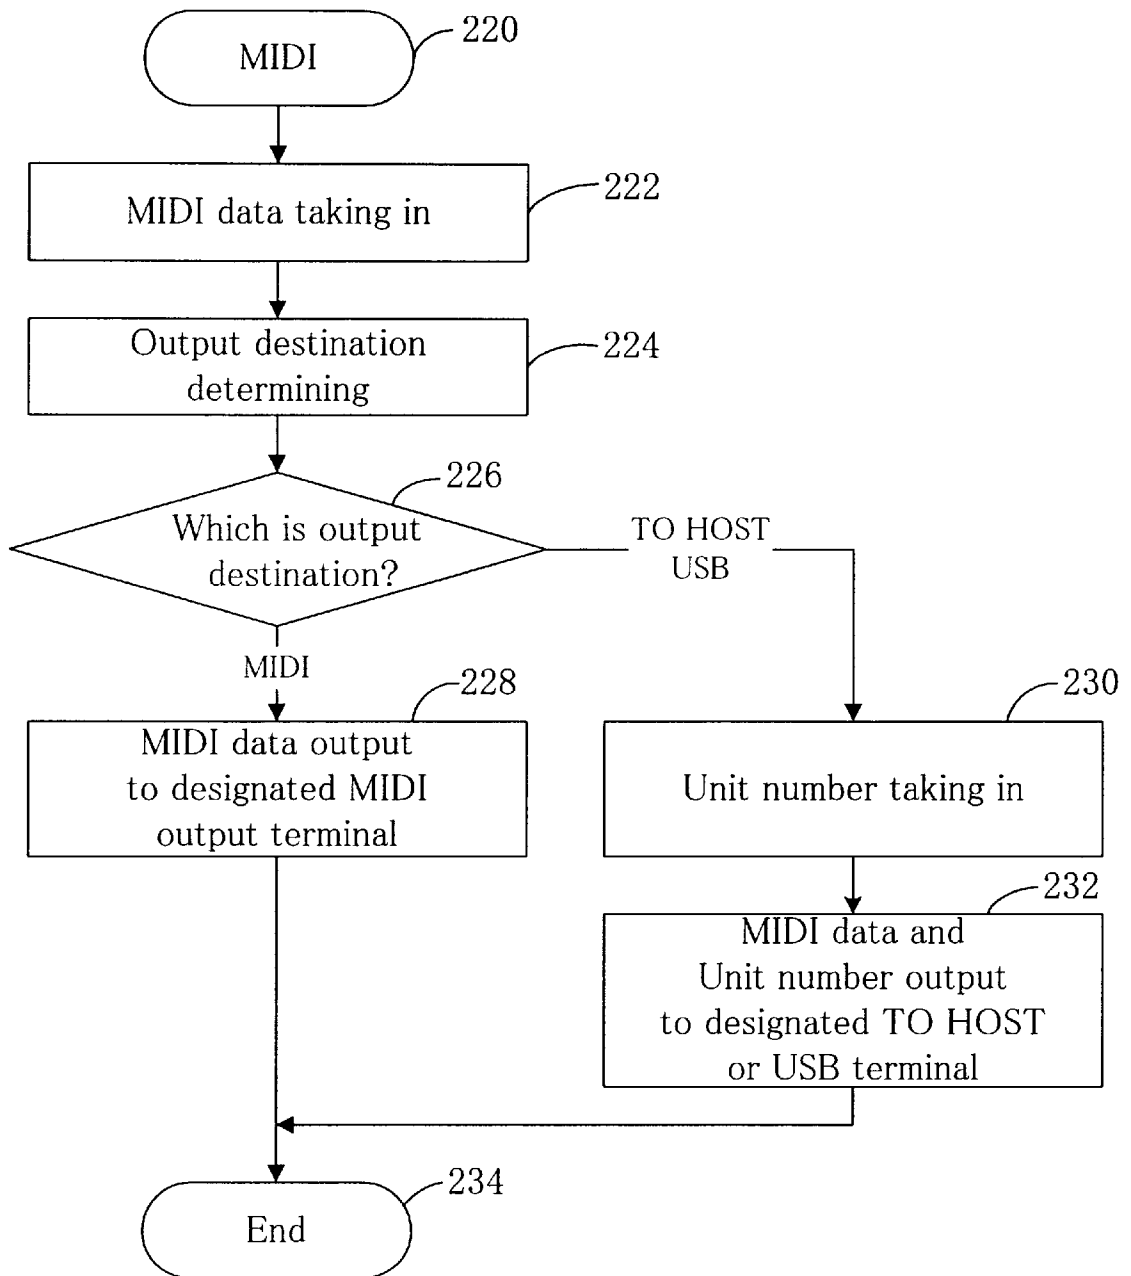 MIDI
220
MIDI data taking in
222
Output destination
determining
224
226
Which is output
destination?
TO HOST
USB
MIDI
228
MIDI data output
to designated MIDI
output terminal
230
Unit number taking in
232
MIDI data and
Unit number output
to designated TO HOST
or USB terminal
234
End